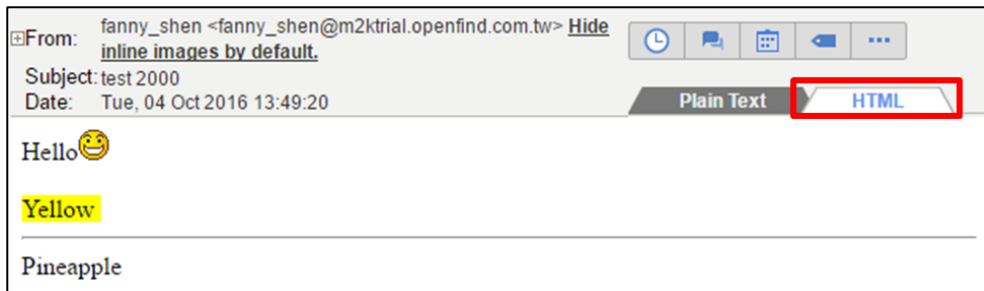 From: fanny_shen <fanny_shen@m2ktrial.openfind.com.tw> Hide
inline images by default.
Subject: test 2000
Date: Tue, 04 Oct 2016 13:49:20
Plain Text HTML
Hello
Yellow
Pineapple